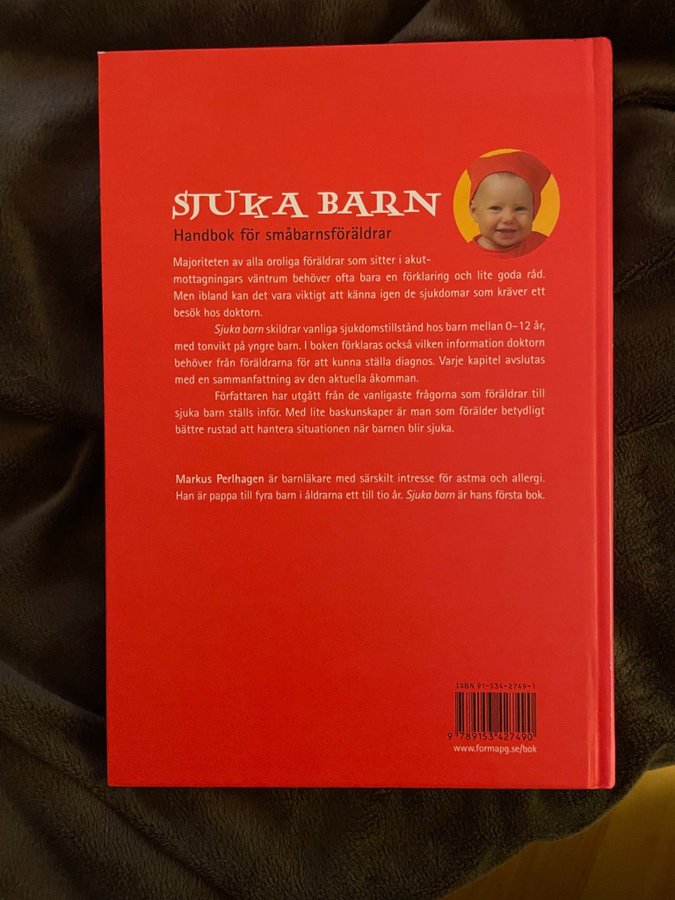 SJUKA BARN
Handbok för småbarnsföräldrar
Majoriteten av alla oroliga föräldrar som sitter i akut-
mottagningars väntrum behöver ofta bara en förklaring och lite goda råd.
Men ibland kan det vara viktigt att känna igen de sjukdomar som kräver ett
besök hos doktorn.
Sjuka barn skildrar vanliga sjukdomstillstånd hos barn mellan 0–12 år,
med tonvikt på yngre barn. I boken förklaras också vilken information doktorn
behöver från föräldrarna för att kunna ställa diagnos. Varje kapitel avslutas
med en sammanfattning av den aktuella åkomman.
Författaren har utgått från de vanligaste frågorna som föräldrar till
sjuka barn ställs inför. Med lite baskunskaper är man som förälder betydligt
bättre rustad att hantera situationen när barnen blir sjuka.
Markus Perlhagen är barnläkare med särskilt intresse för astma och allergi.
Han är pappa till fyra barn i åldrarna ett till tio år. Sjuka barn är hans första bok.
ISBN 91-534-2749-1
9 789153 427490
www.formapg.se/bok